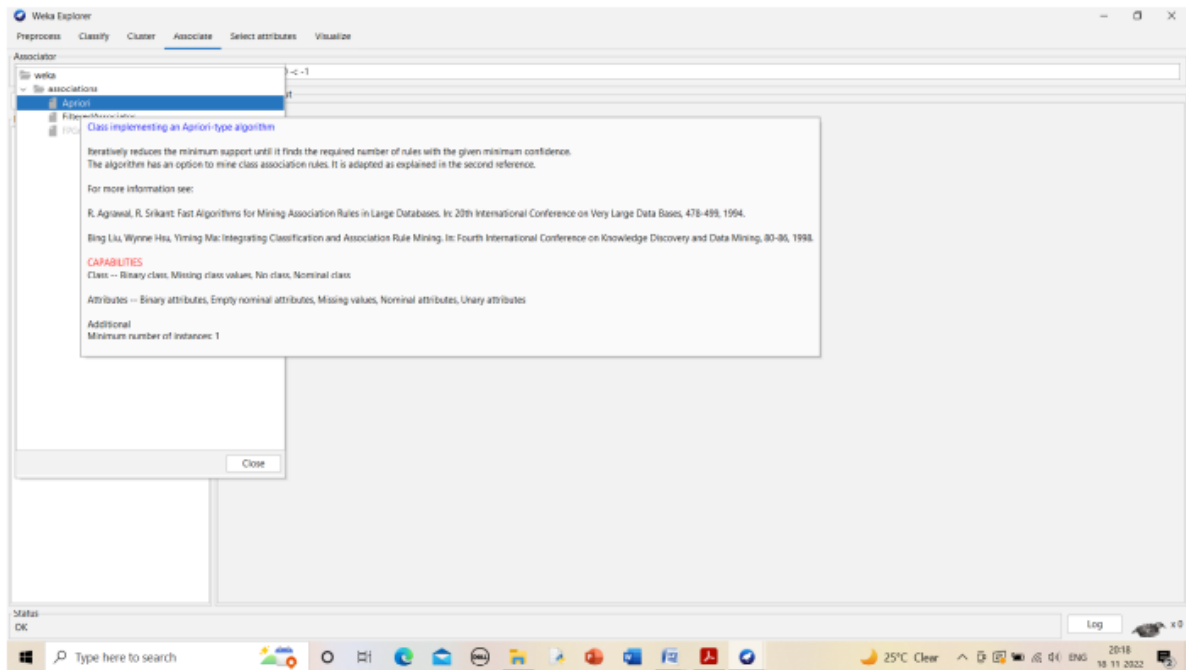 Weka Explorer
Preprocess Classify Cluster Associate Select attributes Visualize
Associator
-c -1
weka
associations
Apriori
FilteredAssociator
Class implementing an Apriori-type algorithm
Iteratively reduces the minimum support until it finds the required number of rules with the given minimum confidence.
The algorithm has an option to mine class association rules. It is adapted as explained in the second reference.
For more information see:
R. Agrawal, R. Srikant: Fast Algorithms for Mining Association Rules in Large Databases. In: 20th International Conference on Very Large Data Bases, 478-499, 1994.
Bing Liu, Wynne Hsu, Yiming Ma: Integrating Classification and Association Rule Mining. In: Fourth International Conference on Knowledge Discovery and Data Mining, 80-86, 1998.
CAPABILITIES
Class -- Binary class, Missing class values, No class, Nominal class
Attributes -- Binary attributes, Empty nominal attributes, Missing values, Nominal attributes, Unary attributes
Additional
Minimum number of instances: 1
Close
Status
OK
Log
x 0
Type here to search
DELL
25°C Clear
ENG
20:18
18 11 2022
2